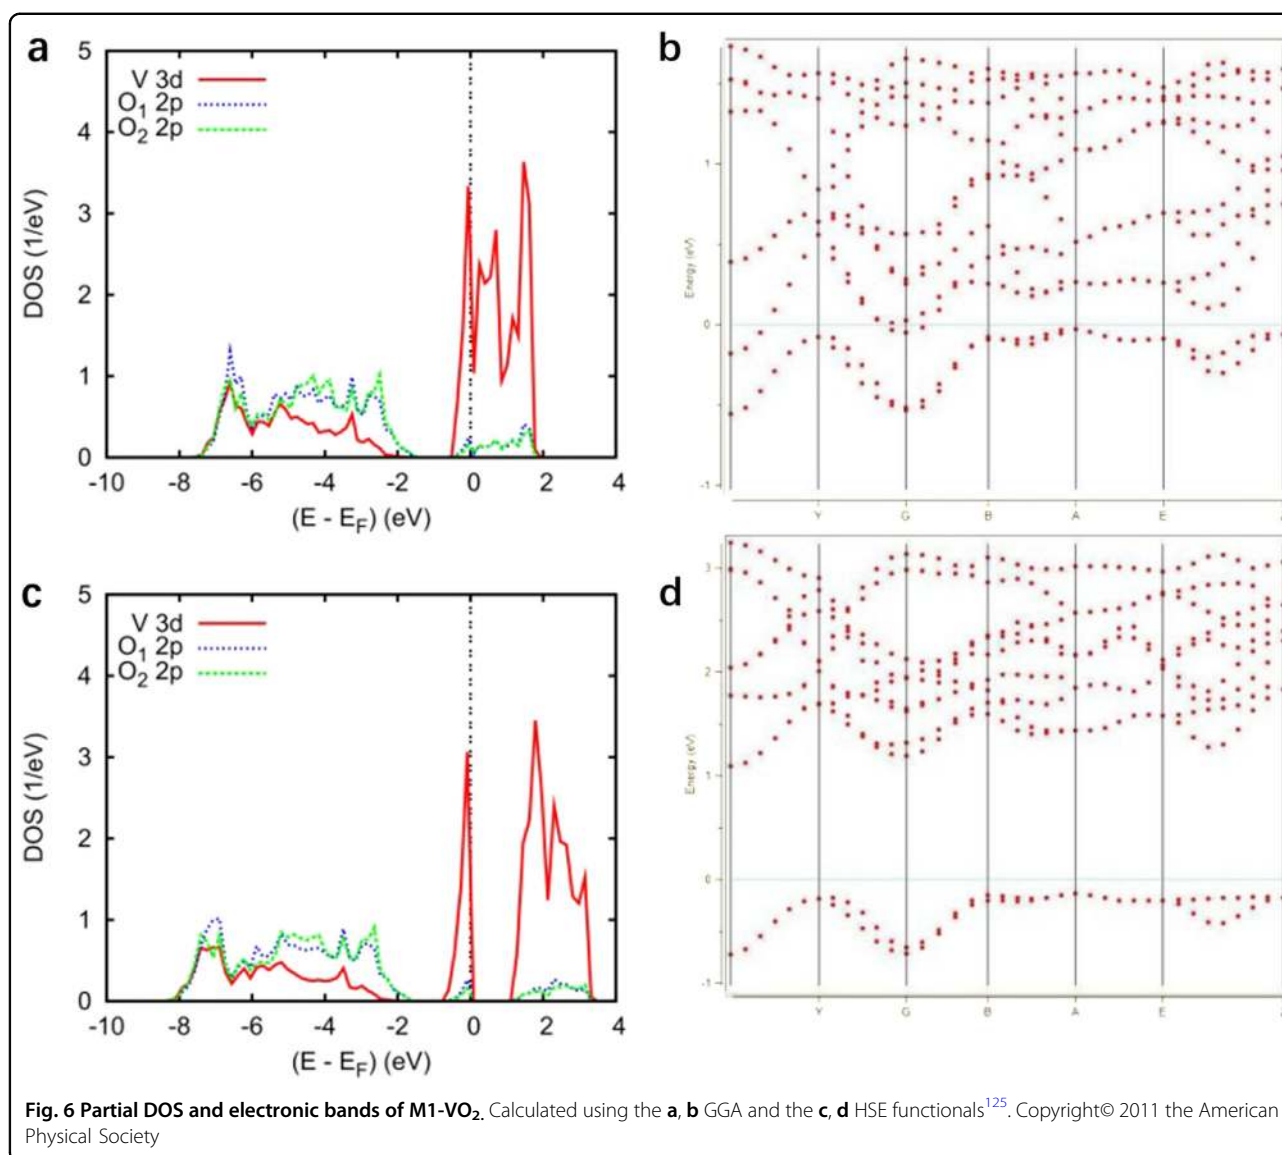 a
5
4
3
2
1
0
DOS (1/eV)
V 3d
O1 2p
O2 2p
-10 -8 -6 -4 -2 0 2 4
(E - EF) (eV)
b
1
0
-1
Energy (eV)
Y G B A E
c
5
4
3
2
1
0
DOS (1/eV)
V 3d
O1 2p
O2 2p
-10 -8 -6 -4 -2 0 2 4
(E - EF) (eV)
d
3
2
1
0
-1
Energy (eV)
Y G B A E
Fig. 6 Partial DOS and electronic bands of M1-VO2. Calculated using the a, b GGA and the c, d HSE functionals125. Copyright© 2011 the American
Physical Society